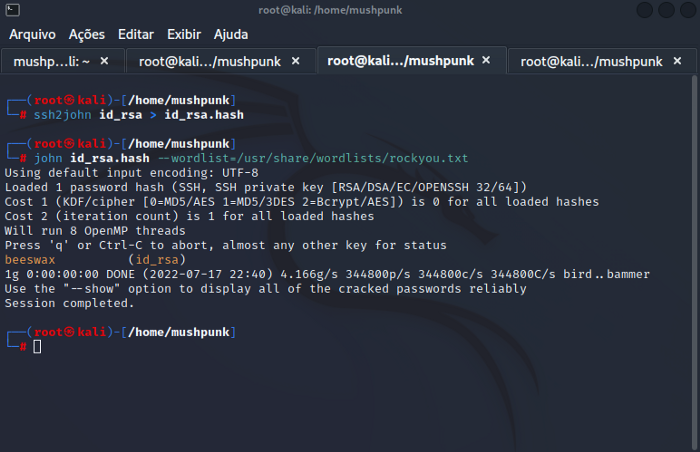 root@kali: /home/mushpunk
Arquivo Ações Editar Exibir Ajuda
mushp...li: ~ × root@kali.../mushpunk × root@kali.../mushpunk × root@kali.../mushpunk ×
┌──(root㉿kali)-[/home/mushpunk]
└─# ssh2john id_rsa > id_rsa.hash
┌──(root㉿kali)-[/home/mushpunk]
└─# john id_rsa.hash --wordlist=/usr/share/wordlists/rockyou.txt
Using default input encoding: UTF-8
Loaded 1 password hash (SSH, SSH private key [RSA/DSA/EC/OPENSSH 32/64])
Cost 1 (KDF/cipher [0=MD5/AES 1=MD5/3DES 2=Bcrypt/AES]) is 0 for all loaded hashes
Cost 2 (iteration count) is 1 for all loaded hashes
Will run 8 OpenMP threads
Press 'q' or Ctrl-C to abort, almost any other key for status
beeswax          (id_rsa)
1g 0:00:00:00 DONE (2022-07-17 22:40) 4.166g/s 344800p/s 344800c/s 344800C/s bird..bammer
Use the "--show" option to display all of the cracked passwords reliably
Session completed.
┌──(root㉿kali)-[/home/mushpunk]
└─#